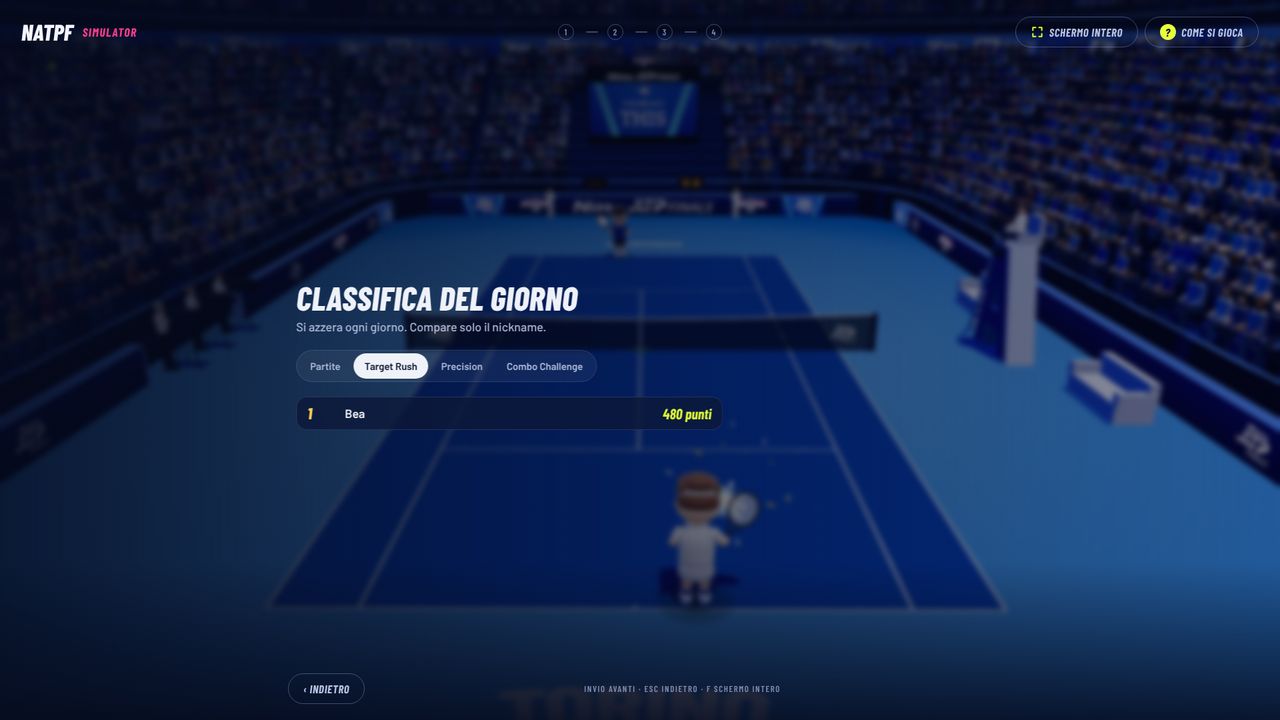 NATPF SIMULATOR
1 — 2 — 3 — 4
SCHERMO INTERO
? COME SI GIOCA
CLASSIFICA DEL GIORNO
Si azzera ogni giorno. Compare solo il nickname.
Partite Target Rush Precision Combo Challenge
1 Bea 480 punti
‹ INDIETRO
INVIO AVANTI · ESC INDIETRO · F SCHERMO INTERO
TORINO